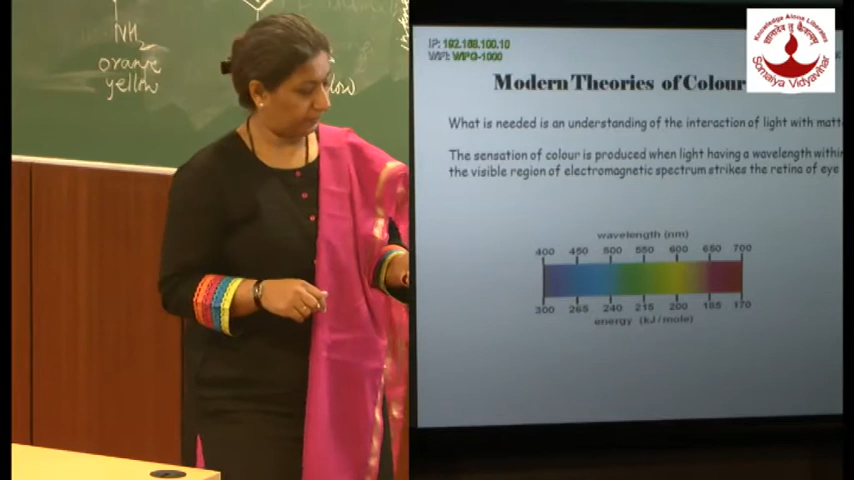 NH2
orange
yellow
low
IP: 192.168.100.10
WIFI: WIPG-1000
Modern Theories of Colour
What is needed is an understanding of the interaction of light with matt
The sensation of colour is produced when light having a wavelength within
the visible region of electromagnetic spectrum strikes the retina of eye
wavelength (nm)
400 450 500 550 600 650 700
300 265 240 215 200 185 170
energy (kJ/mole)
Knowledge Alone Liberates
Somaiya Vidyavihar